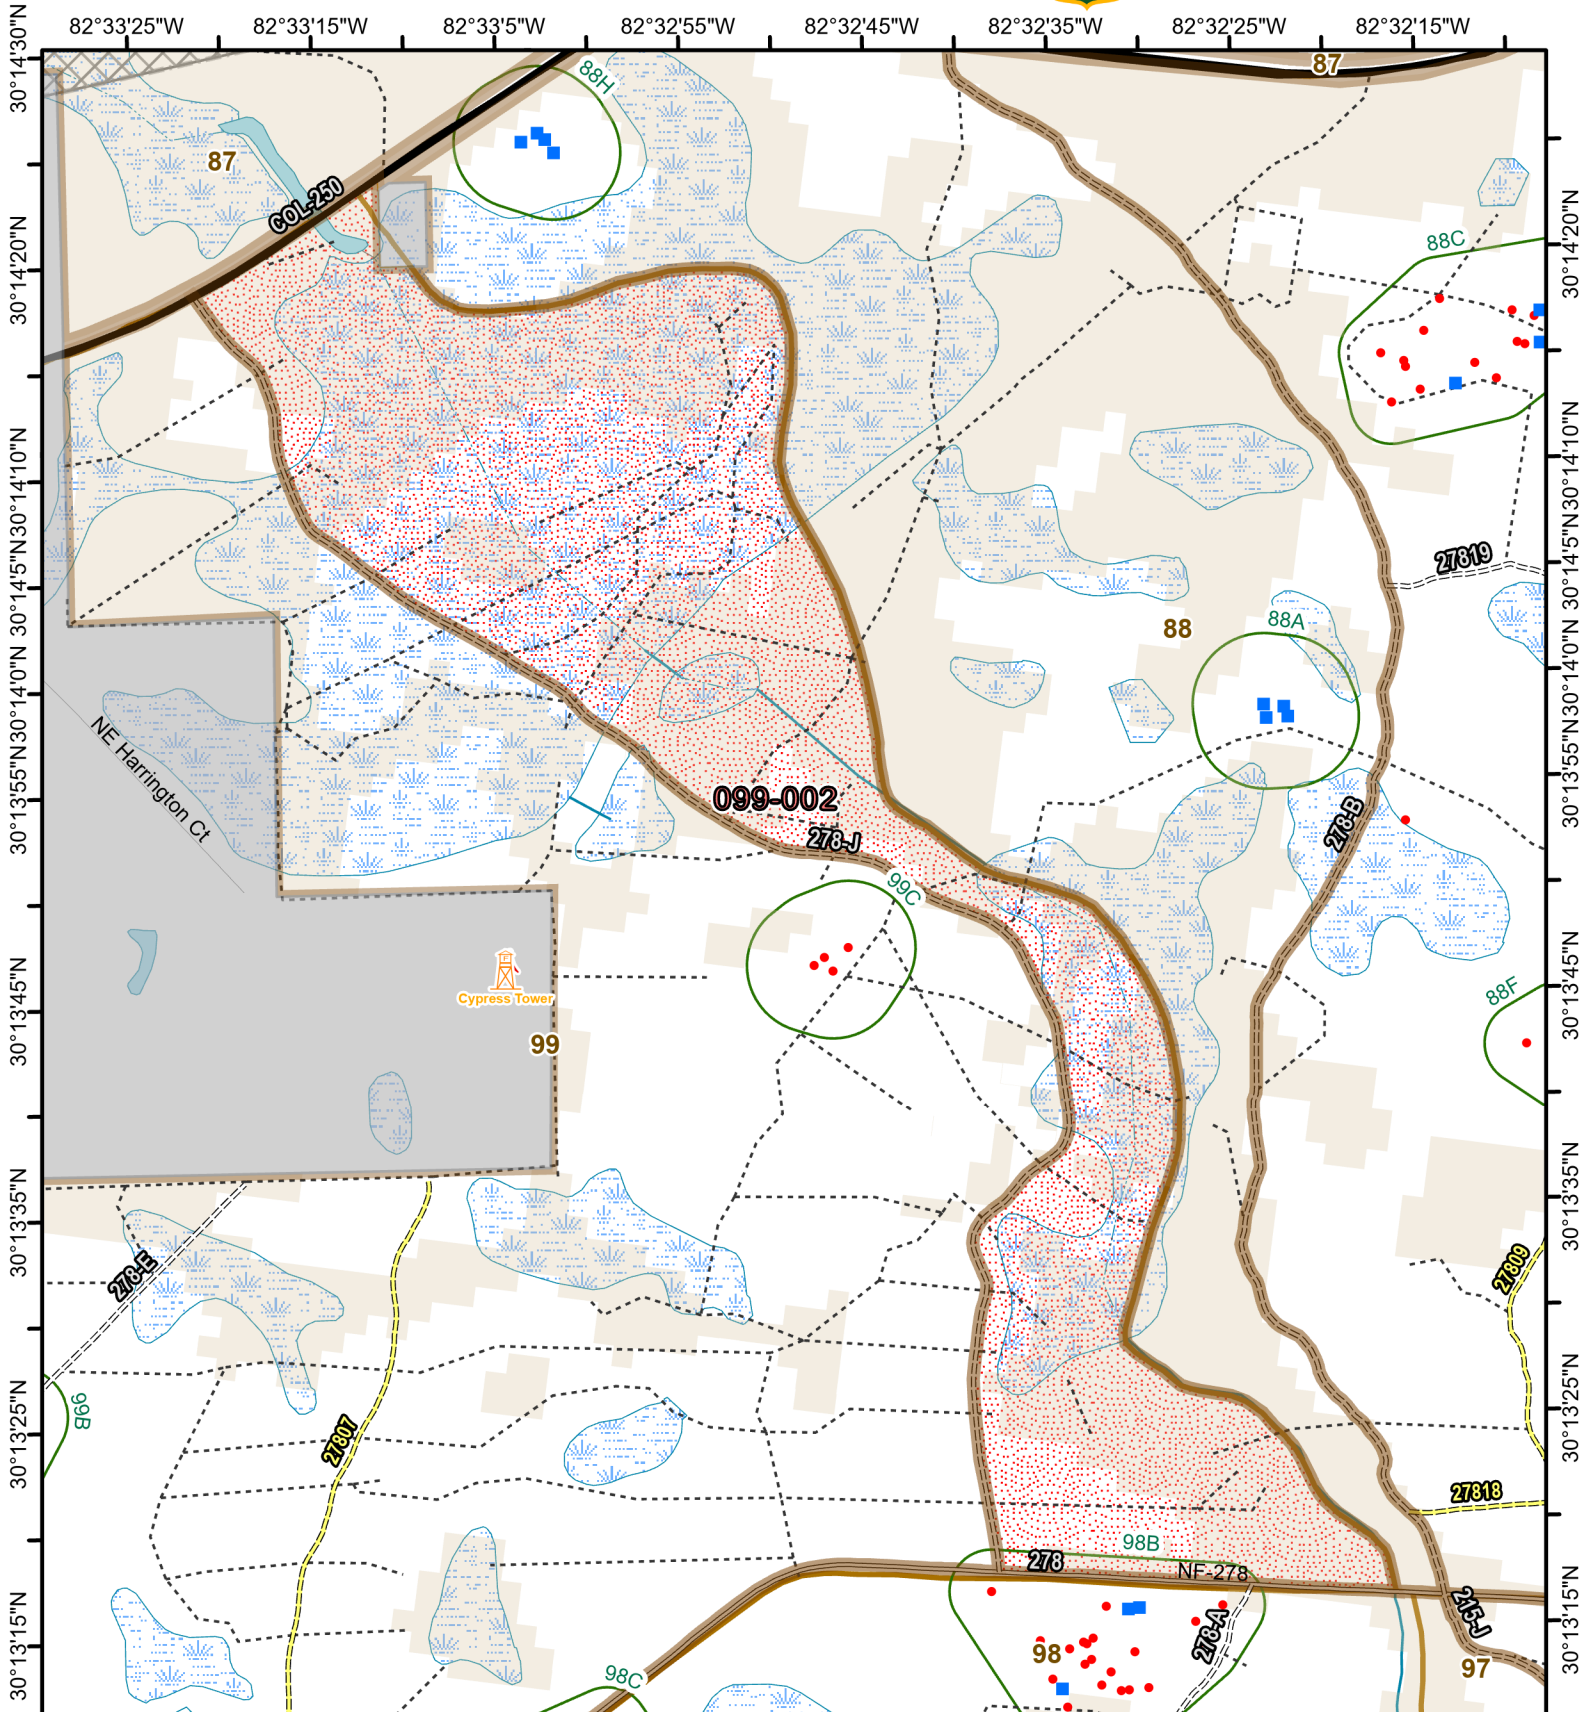 82°33'25"W 82°33'15"W 82°33'5"W 82°32'55"W 82°32'45"W 82°32'35"W 82°32'25"W 82°32'15"W
30°14'30"N
87
88H
87
COL-250
30°14'20"N
30°14'20"N
88C
30°14'10"N
30°14'10"N
30°14'5"N
30°14'5"N
27819
88A
88
30°14'0"N
30°14'0"N
NE Harrington Ct
30°13'55"N
30°13'55"N
099-002
278-J
278-B
99C
30°13'45"N
30°13'45"N
Cypress Tower
99
88F
30°13'35"N
30°13'35"N
278-E
27809
99B
30°13'25"N
30°13'25"N
27807
27818
98B
278
NF-278
30°13'15"N
30°13'15"N
278-A
215-J
98
97
98C